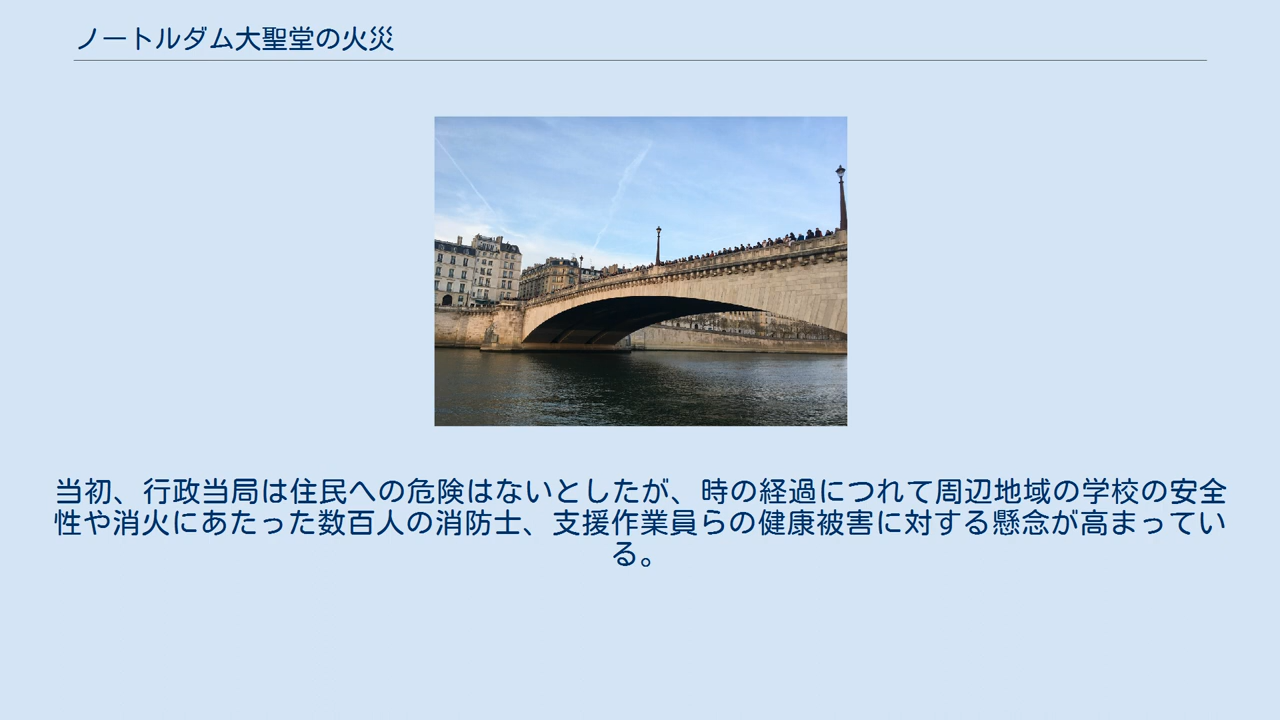 ノートルダム大聖堂の火災
当初、行政当局は住民への危険はないとしたが、時の経過につれて周辺地域の学校の安全
性や消火にあたった数百人の消防士、支援作業員らの健康被害に対する懸念が高まってい
る。